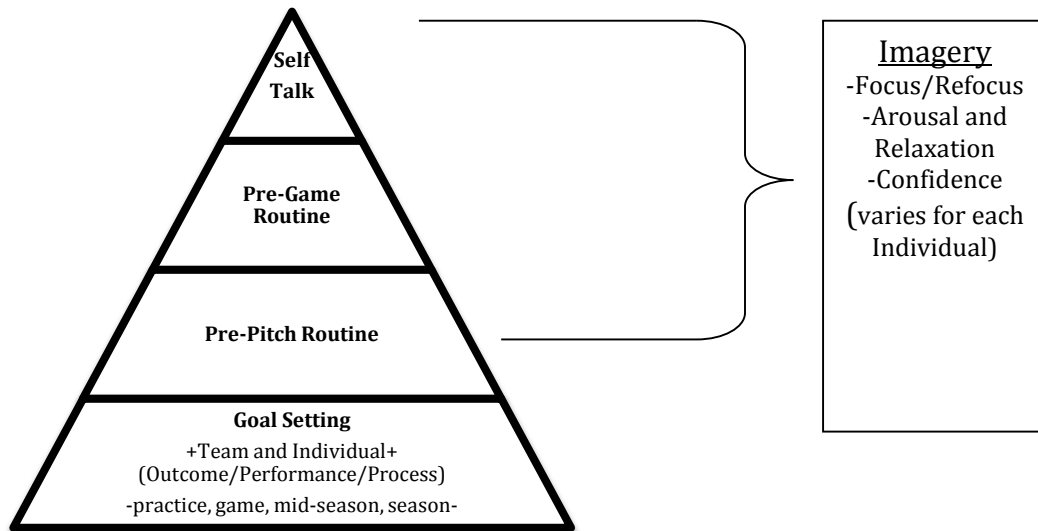 Self
Talk
Pre-Game
Routine
Pre-Pitch Routine
Goal Setting
+Team and Individual+
(Outcome/Performance/Process)
-practice, game, mid-season, season-
Imagery
-Focus/Refocus
-Arousal and
Relaxation
-Confidence
(varies for each
Individual)